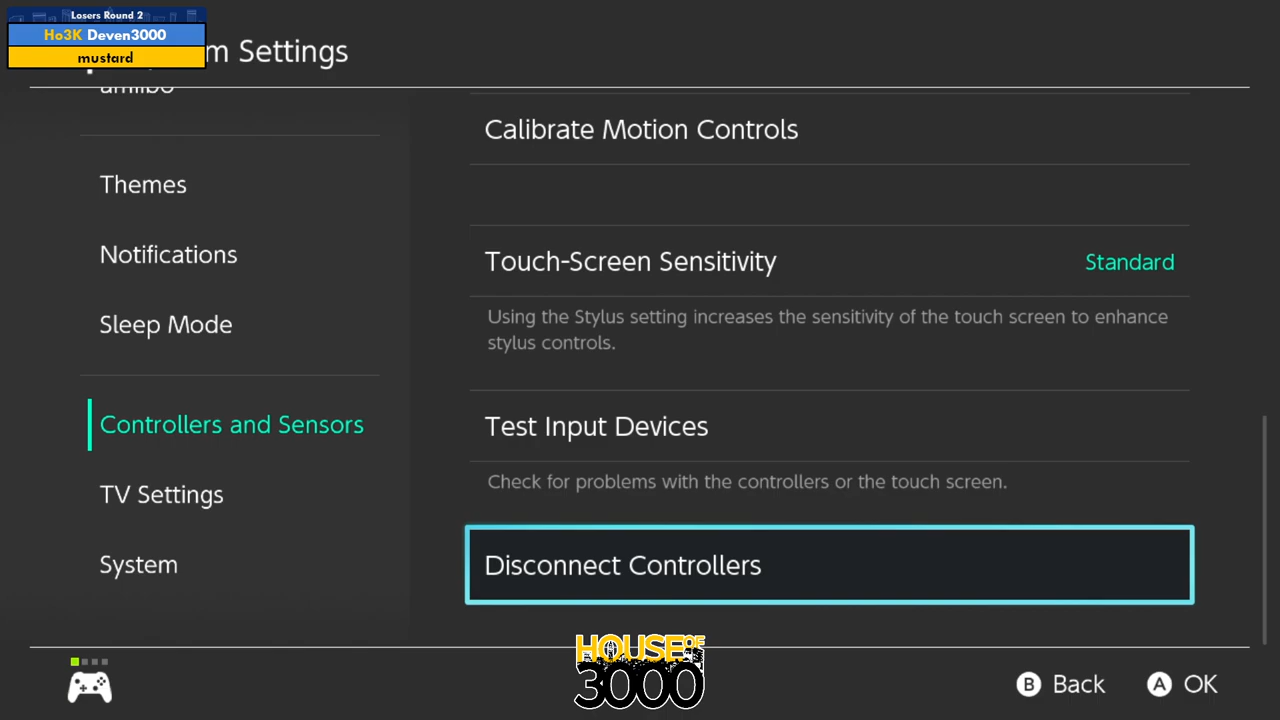 Losers Round 2
Ho3K Deven3000
mustard
m Settings
amiibo
Themes
Notifications
Sleep Mode
Controllers and Sensors
TV Settings
System
Calibrate Motion Controls
Touch-Screen Sensitivity Standard
Using the Stylus setting increases the sensitivity of the touch screen to enhance
stylus controls.
Test Input Devices
Check for problems with the controllers or the touch screen.
Disconnect Controllers
HOUSE OF
3000
B Back A OK